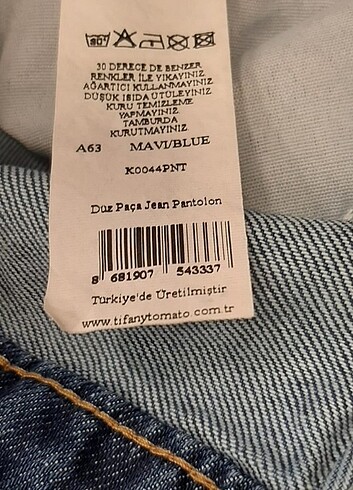 30°
30 DERECE DE BENZER
RENKLER İLE YIKAYINIZ
AĞARTICI KULLANMAYINIZ
DÜŞÜK ISIDA ÜTÜLEYİNİZ
KURU TEMİZLEME
YAPMAYINIZ
TAMBURDA
KURUTMAYINIZ
A63 MAVİ/BLUE
K0044PNT
Düz Paça Jean Pantolon
8 681907 543337
Türkiye'de Üretilmiştir
www.tifanytomato.com.tr